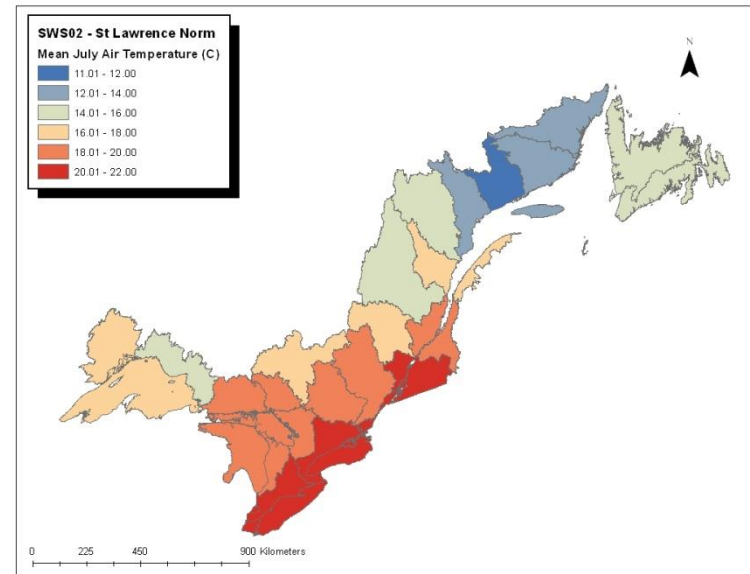 SWS02 - St Lawrence Norm
Mean July Air Temperature (C)
11.01 - 12.00
12.01 - 14.00
14.01 - 16.00
16.01 - 18.00
18.01 - 20.00
20.01 - 22.00
N
0 225 450 900 Kilometers